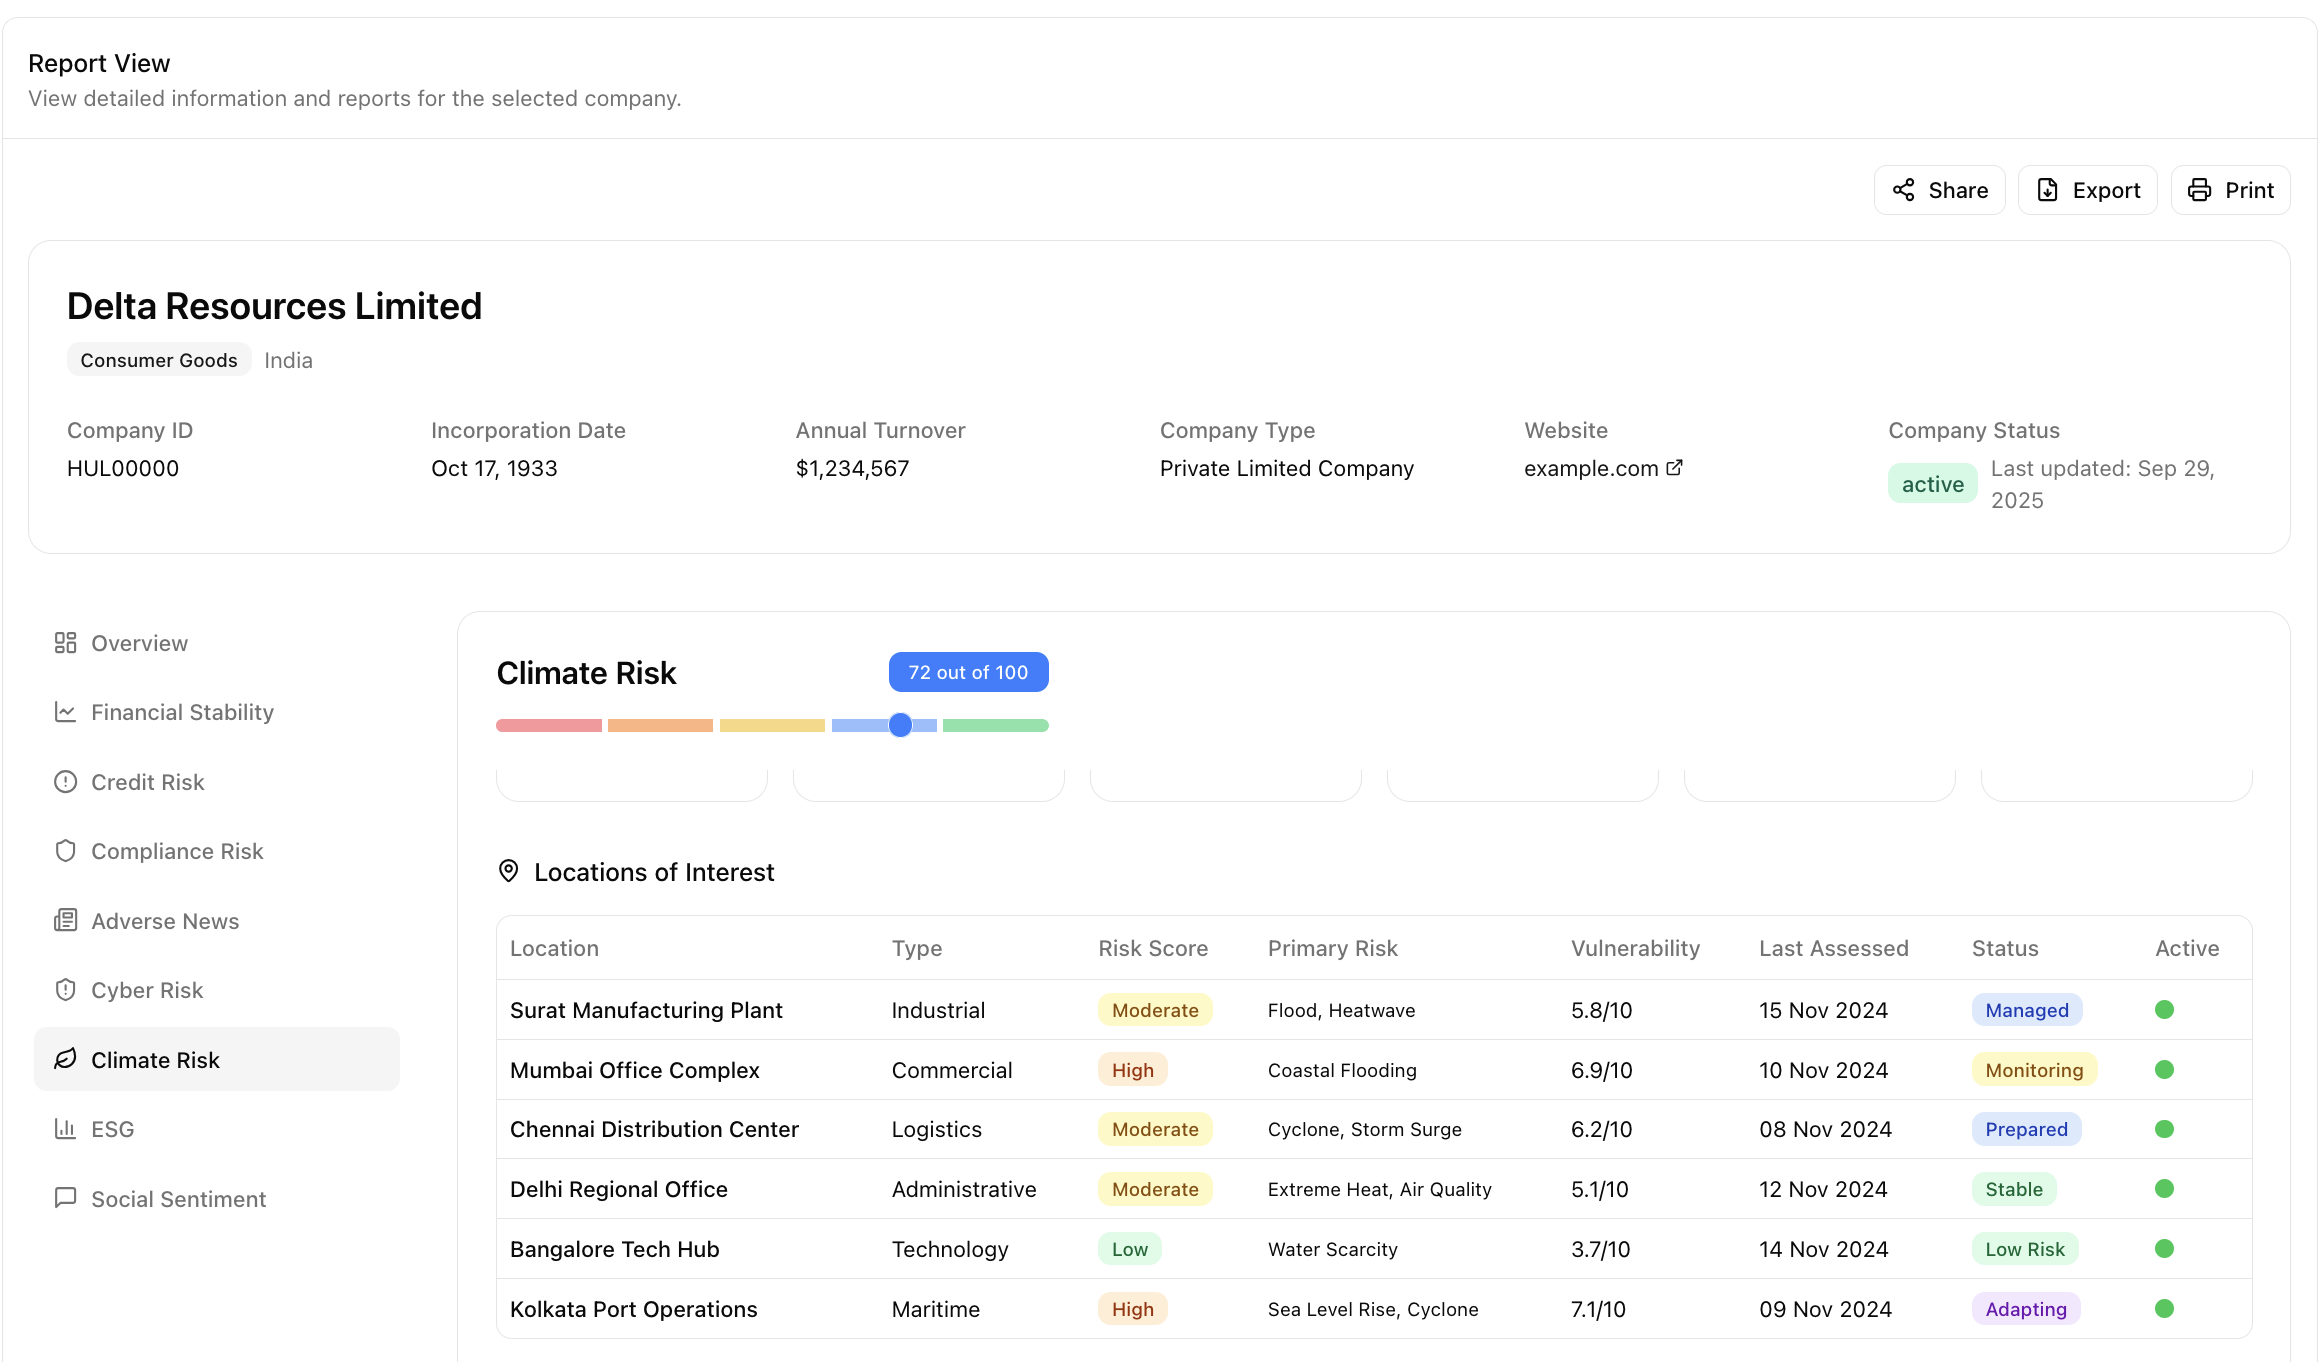 Report View
View detailed information and reports for the selected company.
Share Export Print
Delta Resources Limited
Consumer Goods India
Company ID Incorporation Date Annual Turnover Company Type Website Company Status
HUL00000 Oct 17, 1933 $1,234,567 Private Limited Company example.com active Last updated: Sep 29,
2025
Overview
Financial Stability
Credit Risk
Compliance Risk
Adverse News
Cyber Risk
Climate Risk
ESG
Social Sentiment
Climate Risk 72 out of 100
Locations of Interest
Location Type Risk Score Primary Risk Vulnerability Last Assessed Status Active
Surat Manufacturing Plant Industrial Moderate Flood, Heatwave 5.8/10 15 Nov 2024 Managed
Mumbai Office Complex Commercial High Coastal Flooding 6.9/10 10 Nov 2024 Monitoring
Chennai Distribution Center Logistics Moderate Cyclone, Storm Surge 6.2/10 08 Nov 2024 Prepared
Delhi Regional Office Administrative Moderate Extreme Heat, Air Quality 5.1/10 12 Nov 2024 Stable
Bangalore Tech Hub Technology Low Water Scarcity 3.7/10 14 Nov 2024 Low Risk
Kolkata Port Operations Maritime High Sea Level Rise, Cyclone 7.1/10 09 Nov 2024 Adapting